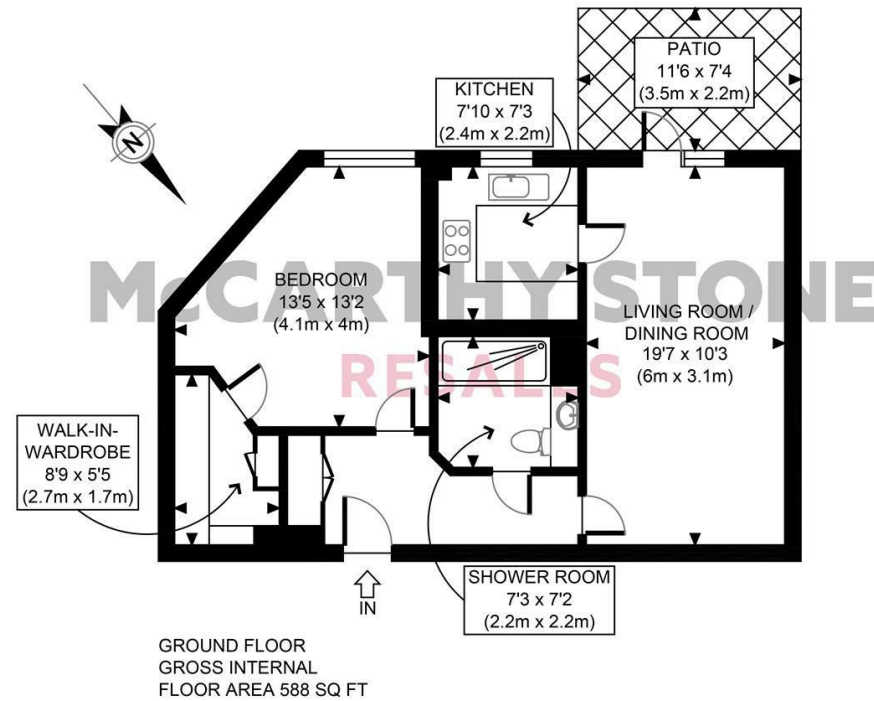 PATIO
11'6 x 7'4
(3.5m x 2.2m)
KITCHEN
7'10 x 7'3
(2.4m x 2.2m)
N
BEDROOM
13'5 x 13'2
(4.1m x 4m)
McCARTHY STONE
RESALES
LIVING ROOM /
DINING ROOM
19'7 x 10'3
(6m x 3.1m)
WALK-IN-
WARDROBE
8'9 x 5'5
(2.7m x 1.7m)
SHOWER ROOM
7'3 x 7'2
(2.2m x 2.2m)
IN
GROUND FLOOR
GROSS INTERNAL
FLOOR AREA 588 SQ FT